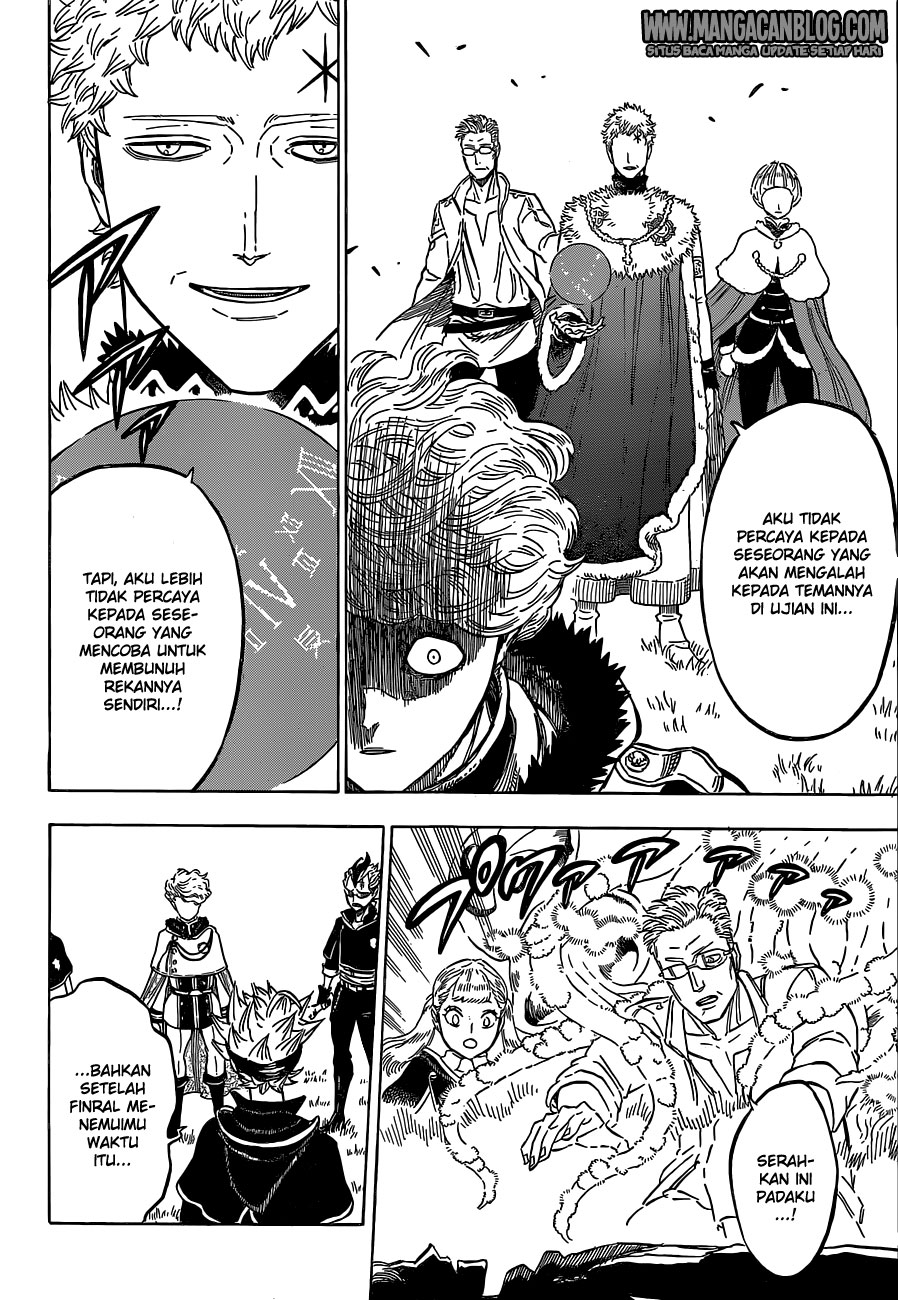 WWW.MANGACANBLOG.COM
SITUS BACA MANGA UPDATE SETIAP HARI
AKU TIDAK
PERCAYA KEPADA
SESEORANG YANG
AKAN MENGALAH
KEPADA TEMANNYA
DI UJIAN INI...
TAPI, AKU LEBIH
TIDAK PERCAYA
KEPADA SESE-
ORANG YANG
MENCOBA UNTUK
MEMBUNUH
REKANNYA
SENDIRI...!
SERAH-
KAN INI
PADAKU
...!
...BAHKAN
SETELAH
FINRAL ME-
NEMUIMU
WAKTU
ITU...